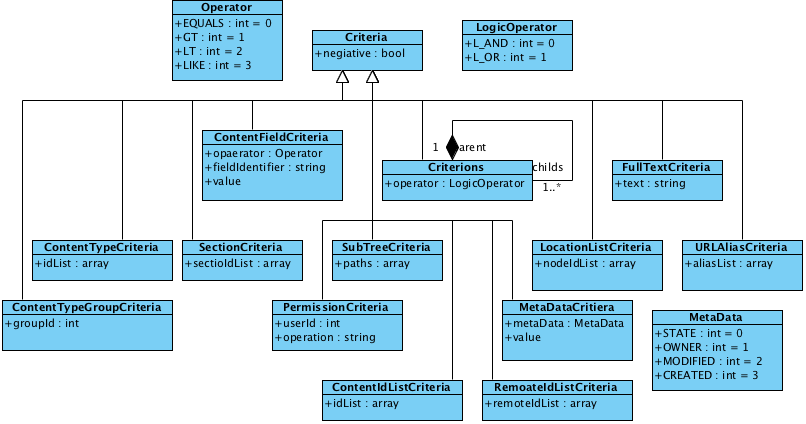 Operator
+EQUALS : int = 0
+GT : int = 1
+LT : int = 2
+LIKE : int = 3
Criteria
+negiative : bool
LogicOperator
+L_AND : int = 0
+L_OR : int = 1
ContentFieldCriteria
+opaerator : Operator
+fieldIdentifier : string
+value
1
arent
Criterions
+operator : LogicOperator
childs
1..*
FullTextCriteria
+text : string
ContentTypeCriteria
+idList : array
SectionCriteria
+sectioIdList : array
SubTreeCriteria
+paths : array
LocationListCriteria
+nodeIdList : array
URLAliasCriteria
+aliasList : array
ContentTypeGroupCriteria
+groupId : int
PermissionCriteria
+userId : int
+operation : string
MetaDataCritiera
+metaData : MetaData
+value
MetaData
+STATE : int = 0
+OWNER : int = 1
+MODIFIED : int = 2
+CREATED : int = 3
ContentIdListCriteria
+idList : array
RemoateIdListCriteria
+remoteIdList : array